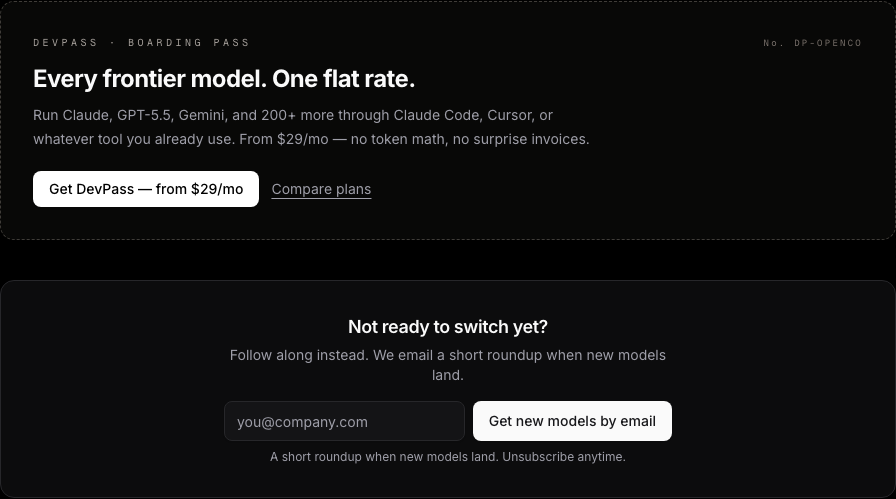 DEVPASS · BOARDING PASS
No. DP-OPENCO
Every frontier model. One flat rate.
Run Claude, GPT-5.5, Gemini, and 200+ more through Claude Code, Cursor, or
whatever tool you already use. From $29/mo — no token math, no surprise invoices.
Get DevPass — from $29/mo
Compare plans
Not ready to switch yet?
Follow along instead. We email a short roundup when new models
land.
you@company.com
Get new models by email
A short roundup when new models land. Unsubscribe anytime.